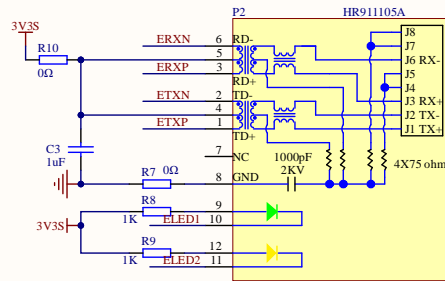 P2 HR911105A
3V3S
R10
0Ω
ERXN 6 RD- J8
5 J7
ERXP 3 RD+ J6 RX-
J5
ETXN 2 TD- J4
4 J3 RX+
ETXP 1 TD+ J2 TX-
J1 TX+
C3
1uF
7 NC
1000pF
2KV
4X75 ohm
R7 0Ω
8 GND
R8
9
1K ELED1 10
3V3S
R9
12
1K ELED2 11